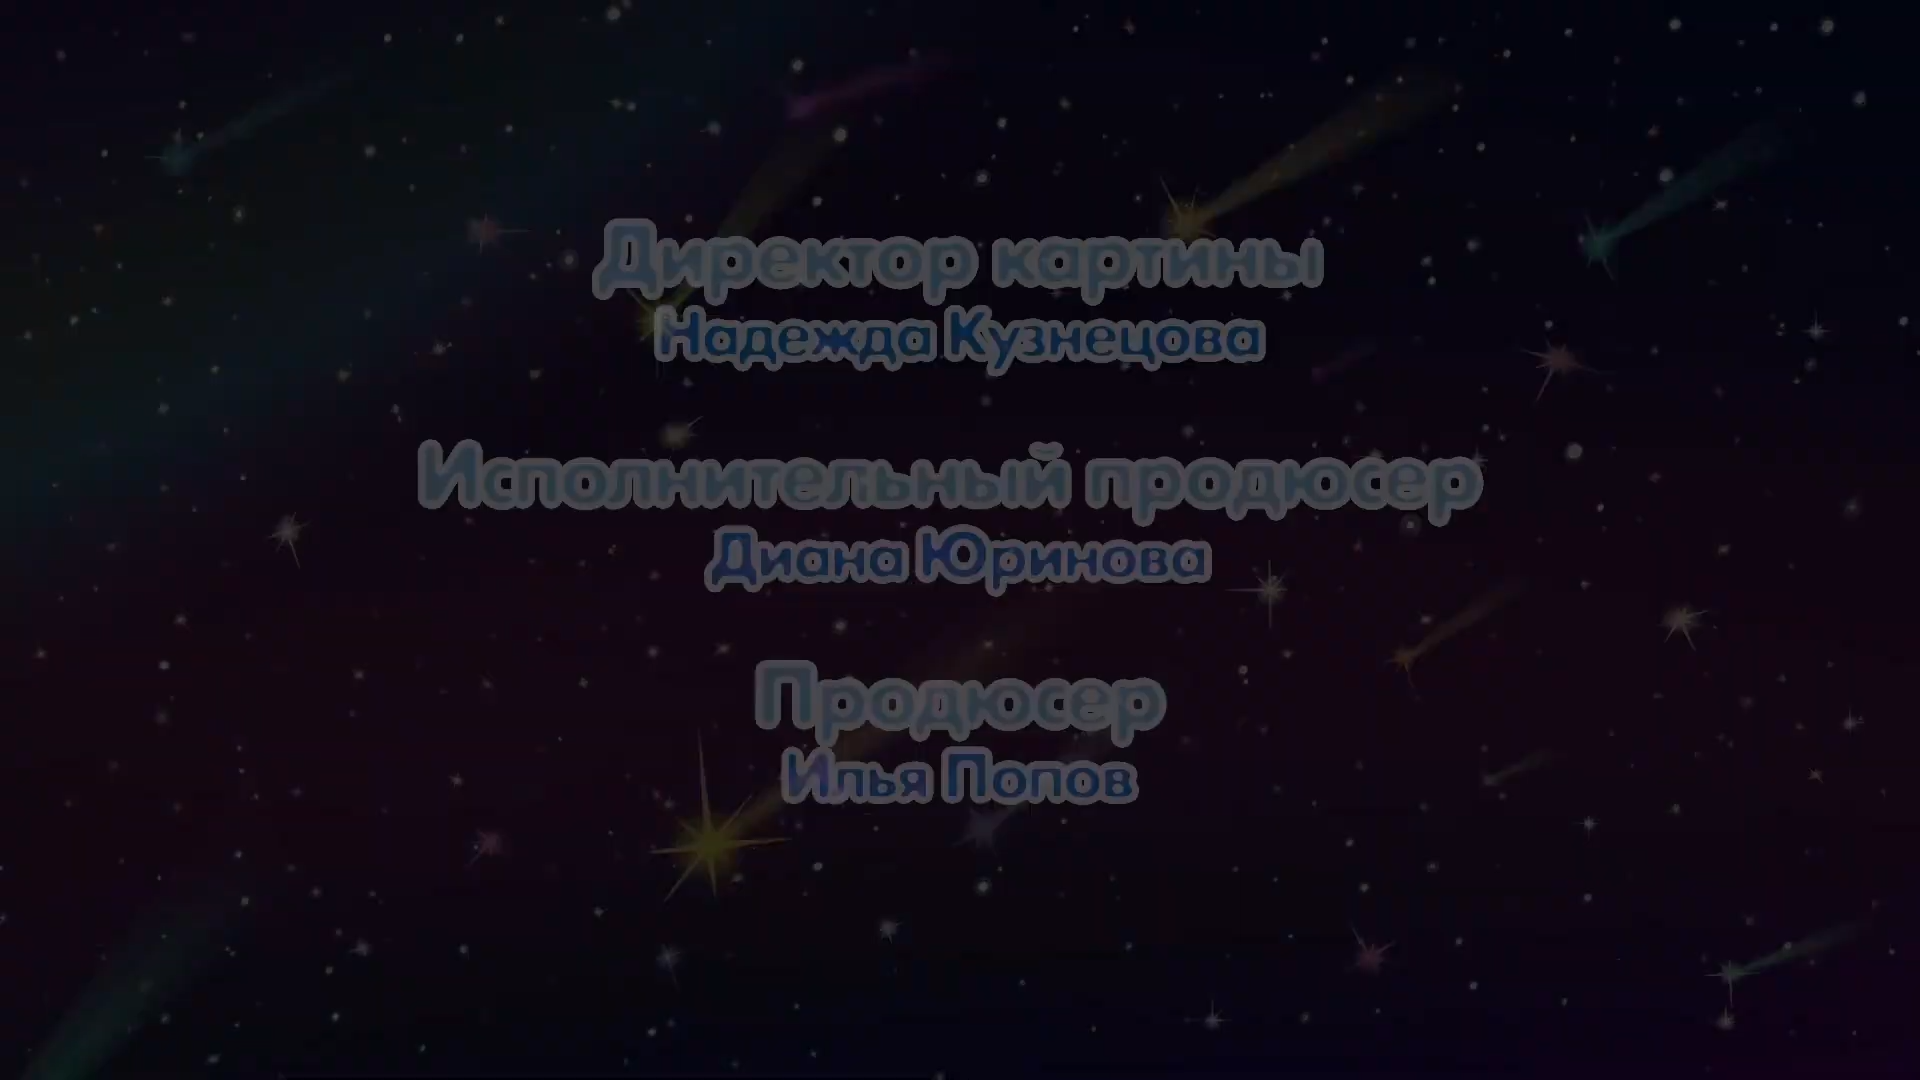 Директор картины
Надежда Кузнецова
Исполнительный продюсер
Диана Юринова
Продюсер
Илья Попов